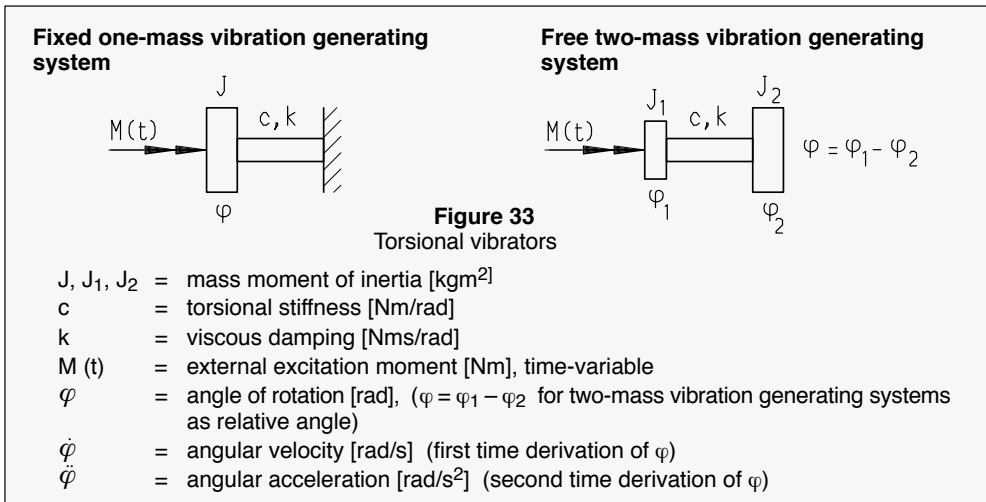 Fixed one-mass vibration generating
system
J
c, k
M(t)
φ
Free two-mass vibration generating
system
J₁
J₂
c, k
M(t)
φ = φ₁ - φ₂
φ₁
φ₂
Figure 33
Torsional vibrators
J, J₁, J₂ = mass moment of inertia [kgm²]
c = torsional stiffness [Nm/rad]
k = viscous damping [Nms/rad]
M (t) = external excitation moment [Nm], time-variable
φ = angle of rotation [rad], (φ = φ₁ – φ₂ for two-mass vibration generating systems
as relative angle)
φ̇ = angular velocity [rad/s] (first time derivation of φ)
φ̈ = angular acceleration [rad/s²] (second time derivation of φ)